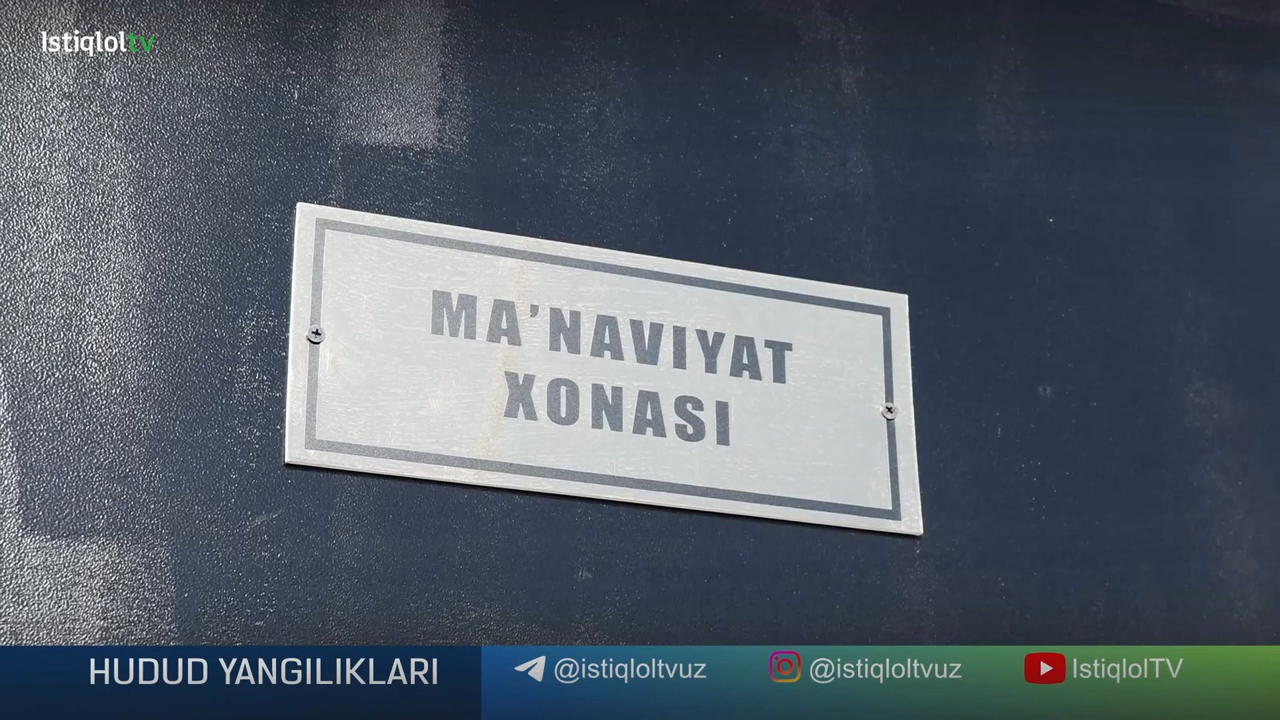 Istiqloltv
MA'NAVIYAT
XONASI
HUDUD YANGILIKLARI
@istiqloltvuz
@istiqloltvuz
IstiqlolTV